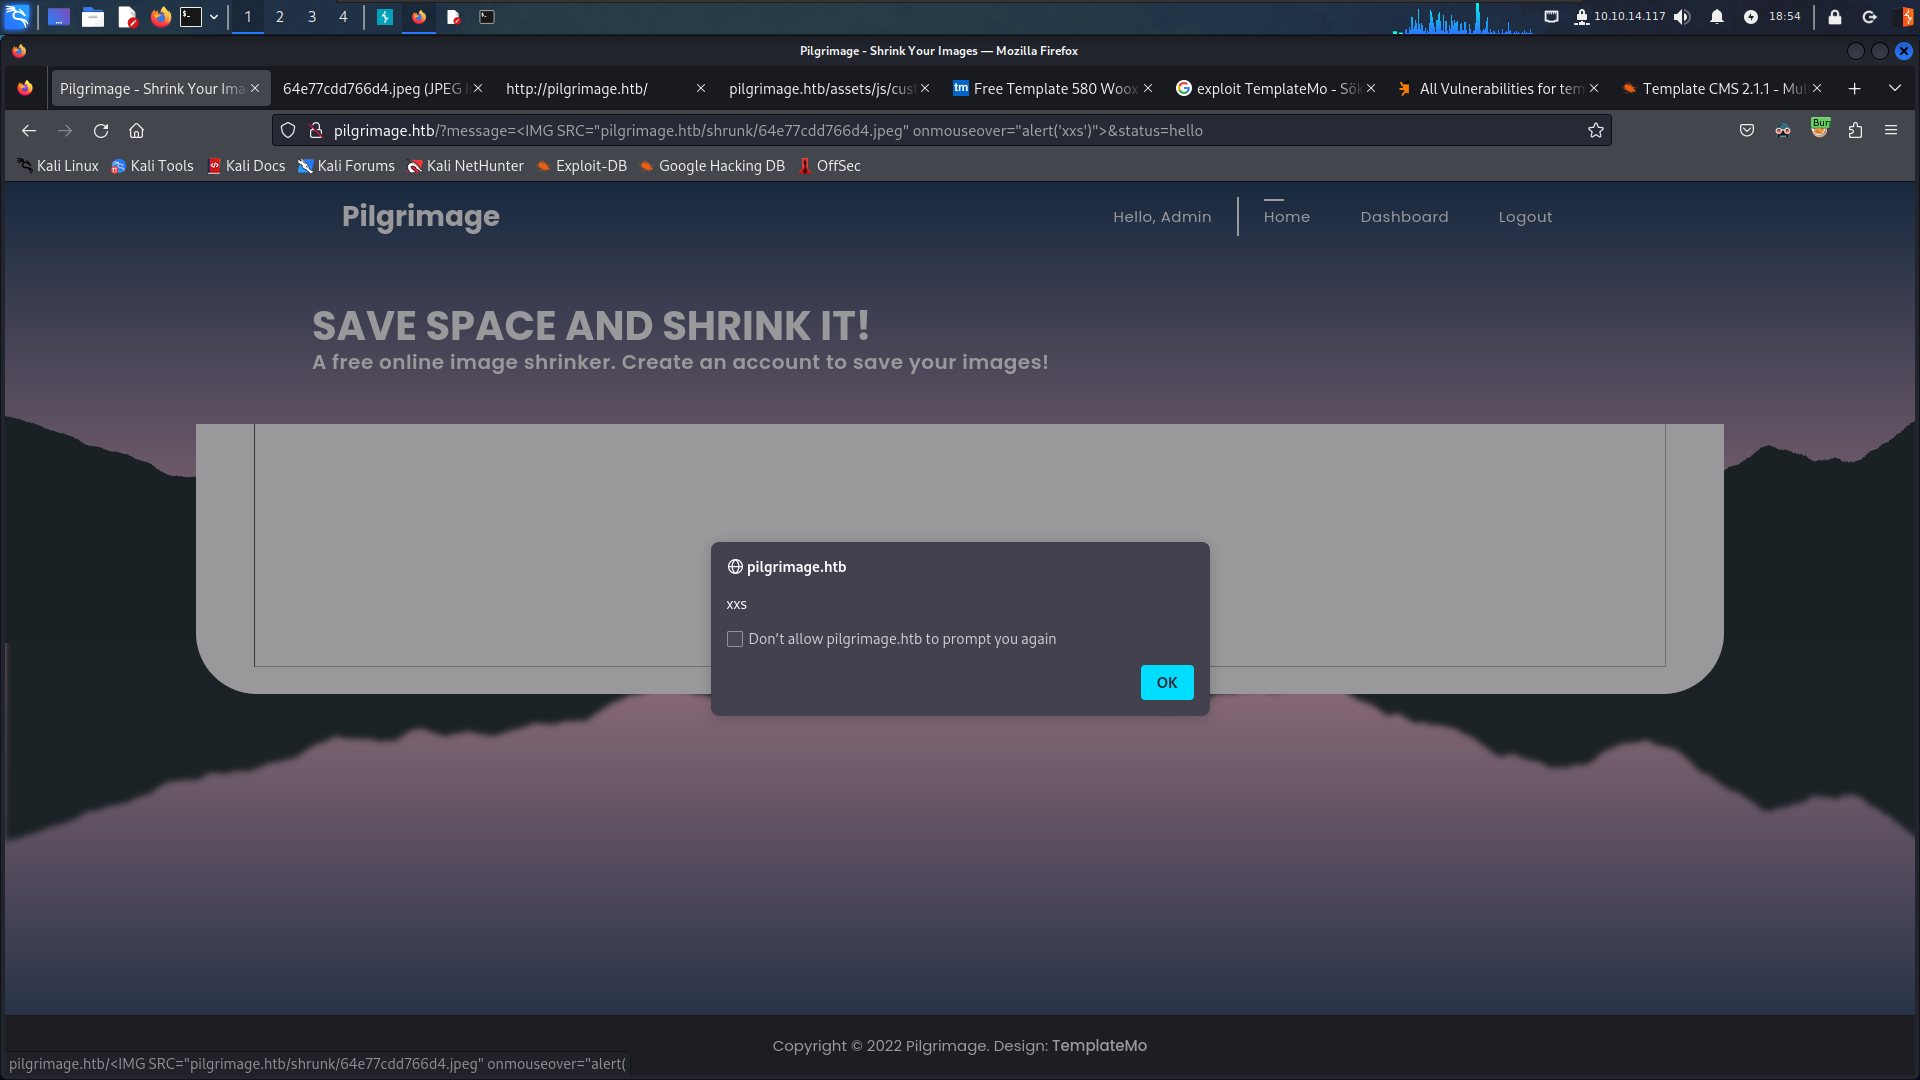 1 2 3 4 10.10.14.117 18:54
Pilgrimage - Shrink Your Images — Mozilla Firefox
Pilgrimage - Shrink Your Ima 64e77cdd766d4.jpeg (JPEG http://pilgrimage.htb/ pilgrimage.htb/assets/js/cus Free Template 580 Woox exploit TemplateMo - Sök All Vulnerabilities for tem Template CMS 2.1.1 - Mul
pilgrimage.htb/?message=<IMG SRC="pilgrimage.htb/shrunk/64e77cdd766d4.jpeg" onmouseover="alert('xxs')">&status=hello
Kali Linux Kali Tools Kali Docs Kali Forums Kali NetHunter Exploit-DB Google Hacking DB OffSec
Pilgrimage Hello, Admin Home Dashboard Logout
SAVE SPACE AND SHRINK IT!
A free online image shrinker. Create an account to save your images!
pilgrimage.htb
xxs
Don’t allow pilgrimage.htb to prompt you again
OK
Copyright © 2022 Pilgrimage. Design: TemplateMo
pilgrimage.htb/<IMG SRC="pilgrimage.htb/shrunk/64e77cdd766d4.jpeg" onmouseover="alert(